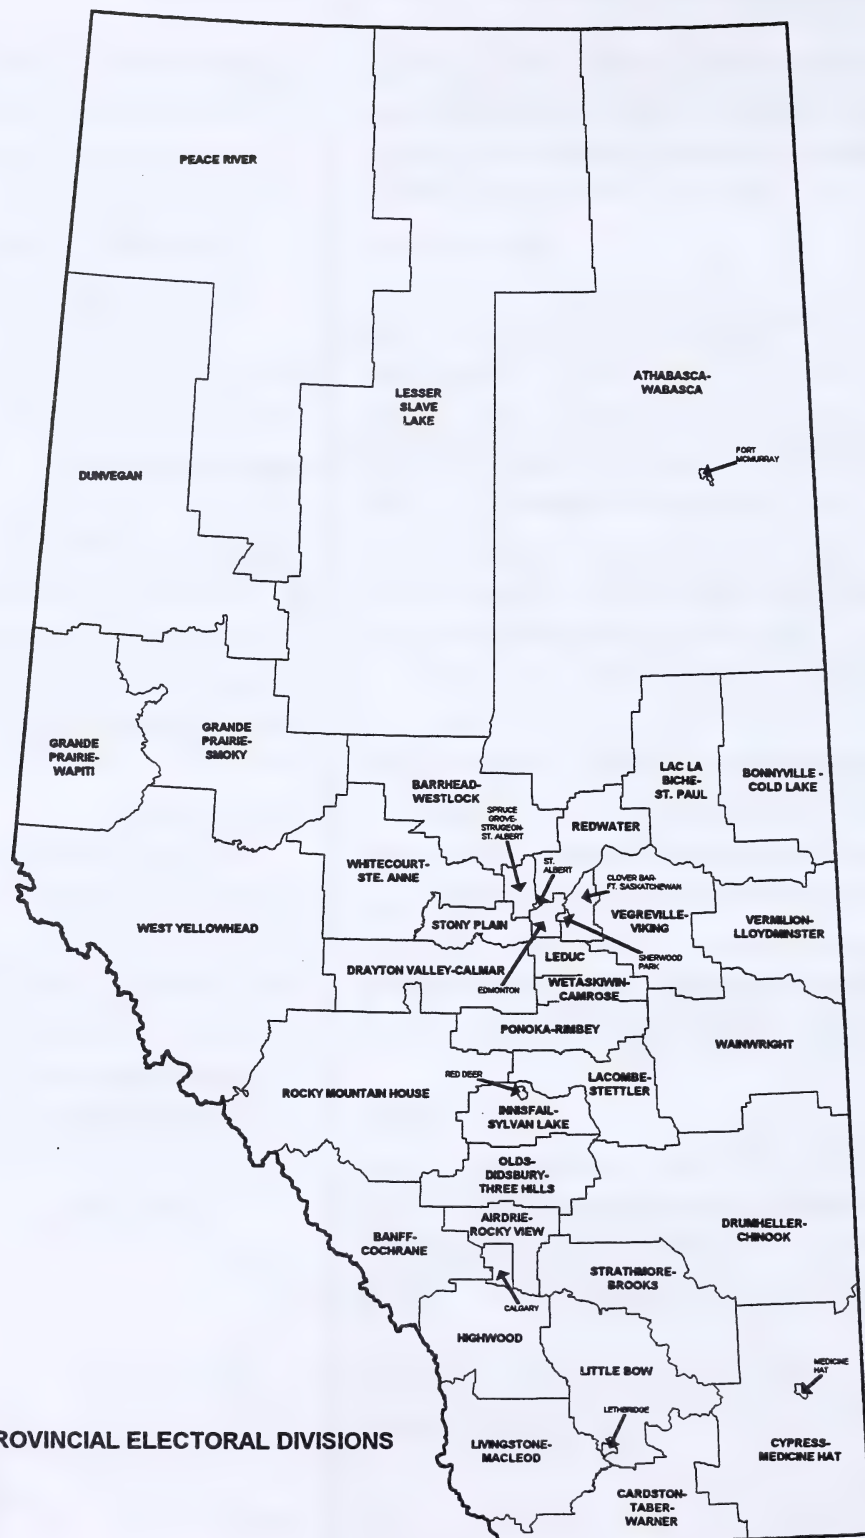 PEACE RIVER
ATHABASCA-
WABASCA
LESSER
SLAVE
LAKE
FORT
MCMURRAY
DUNVEGAN
GRANDE
PRAIRIE-
SMOKY
GRANDE
PRAIRIE-
WAPITI
LAC LA
BICHE-
ST. PAUL
BONNYVILLE -
COLD LAKE
BARRHEAD-
WESTLOCK
SPRUCE
GROVE-
STRUGEON-
ST. ALBERT
REDWATER
WHITECOURT-
STE. ANNE
ST.
ALBERT
CLOVER BAR-
FT. SASKATCHEWAN
VEGREVILLE-
VIKING
VERMILION-
LLOYDMINSTER
WEST YELLOWHEAD
STONY PLAIN
LEDUC
SHERWOOD
PARK
DRAYTON VALLEY-CALMAR
EDMONTON
WETASKIWIN-
CAMROSE
PONOKA-RIMBEY
WAINWRIGHT
RED DEER
LACOMBE-
STETTLER
ROCKY MOUNTAIN HOUSE
INNISFAIL-
SYLVAN LAKE
OLDS-
DIDSBURY-
THREE HILLS
AIRDRIE-
ROCKY VIEW
DRUMHELLER-
CHINOOK
BANFF-
COCHRANE
STRATHMORE-
BROOKS
CALGARY
HIGHWOOD
LITTLE BOW
MEDICINE
HAT
LETHBRIDGE
ROVINCIAL ELECTORAL DIVISIONS
LIVINGSTONE-
MACLEOD
CYPRESS-
MEDICINE HAT
CARDSTON-
TABER-
WARNER